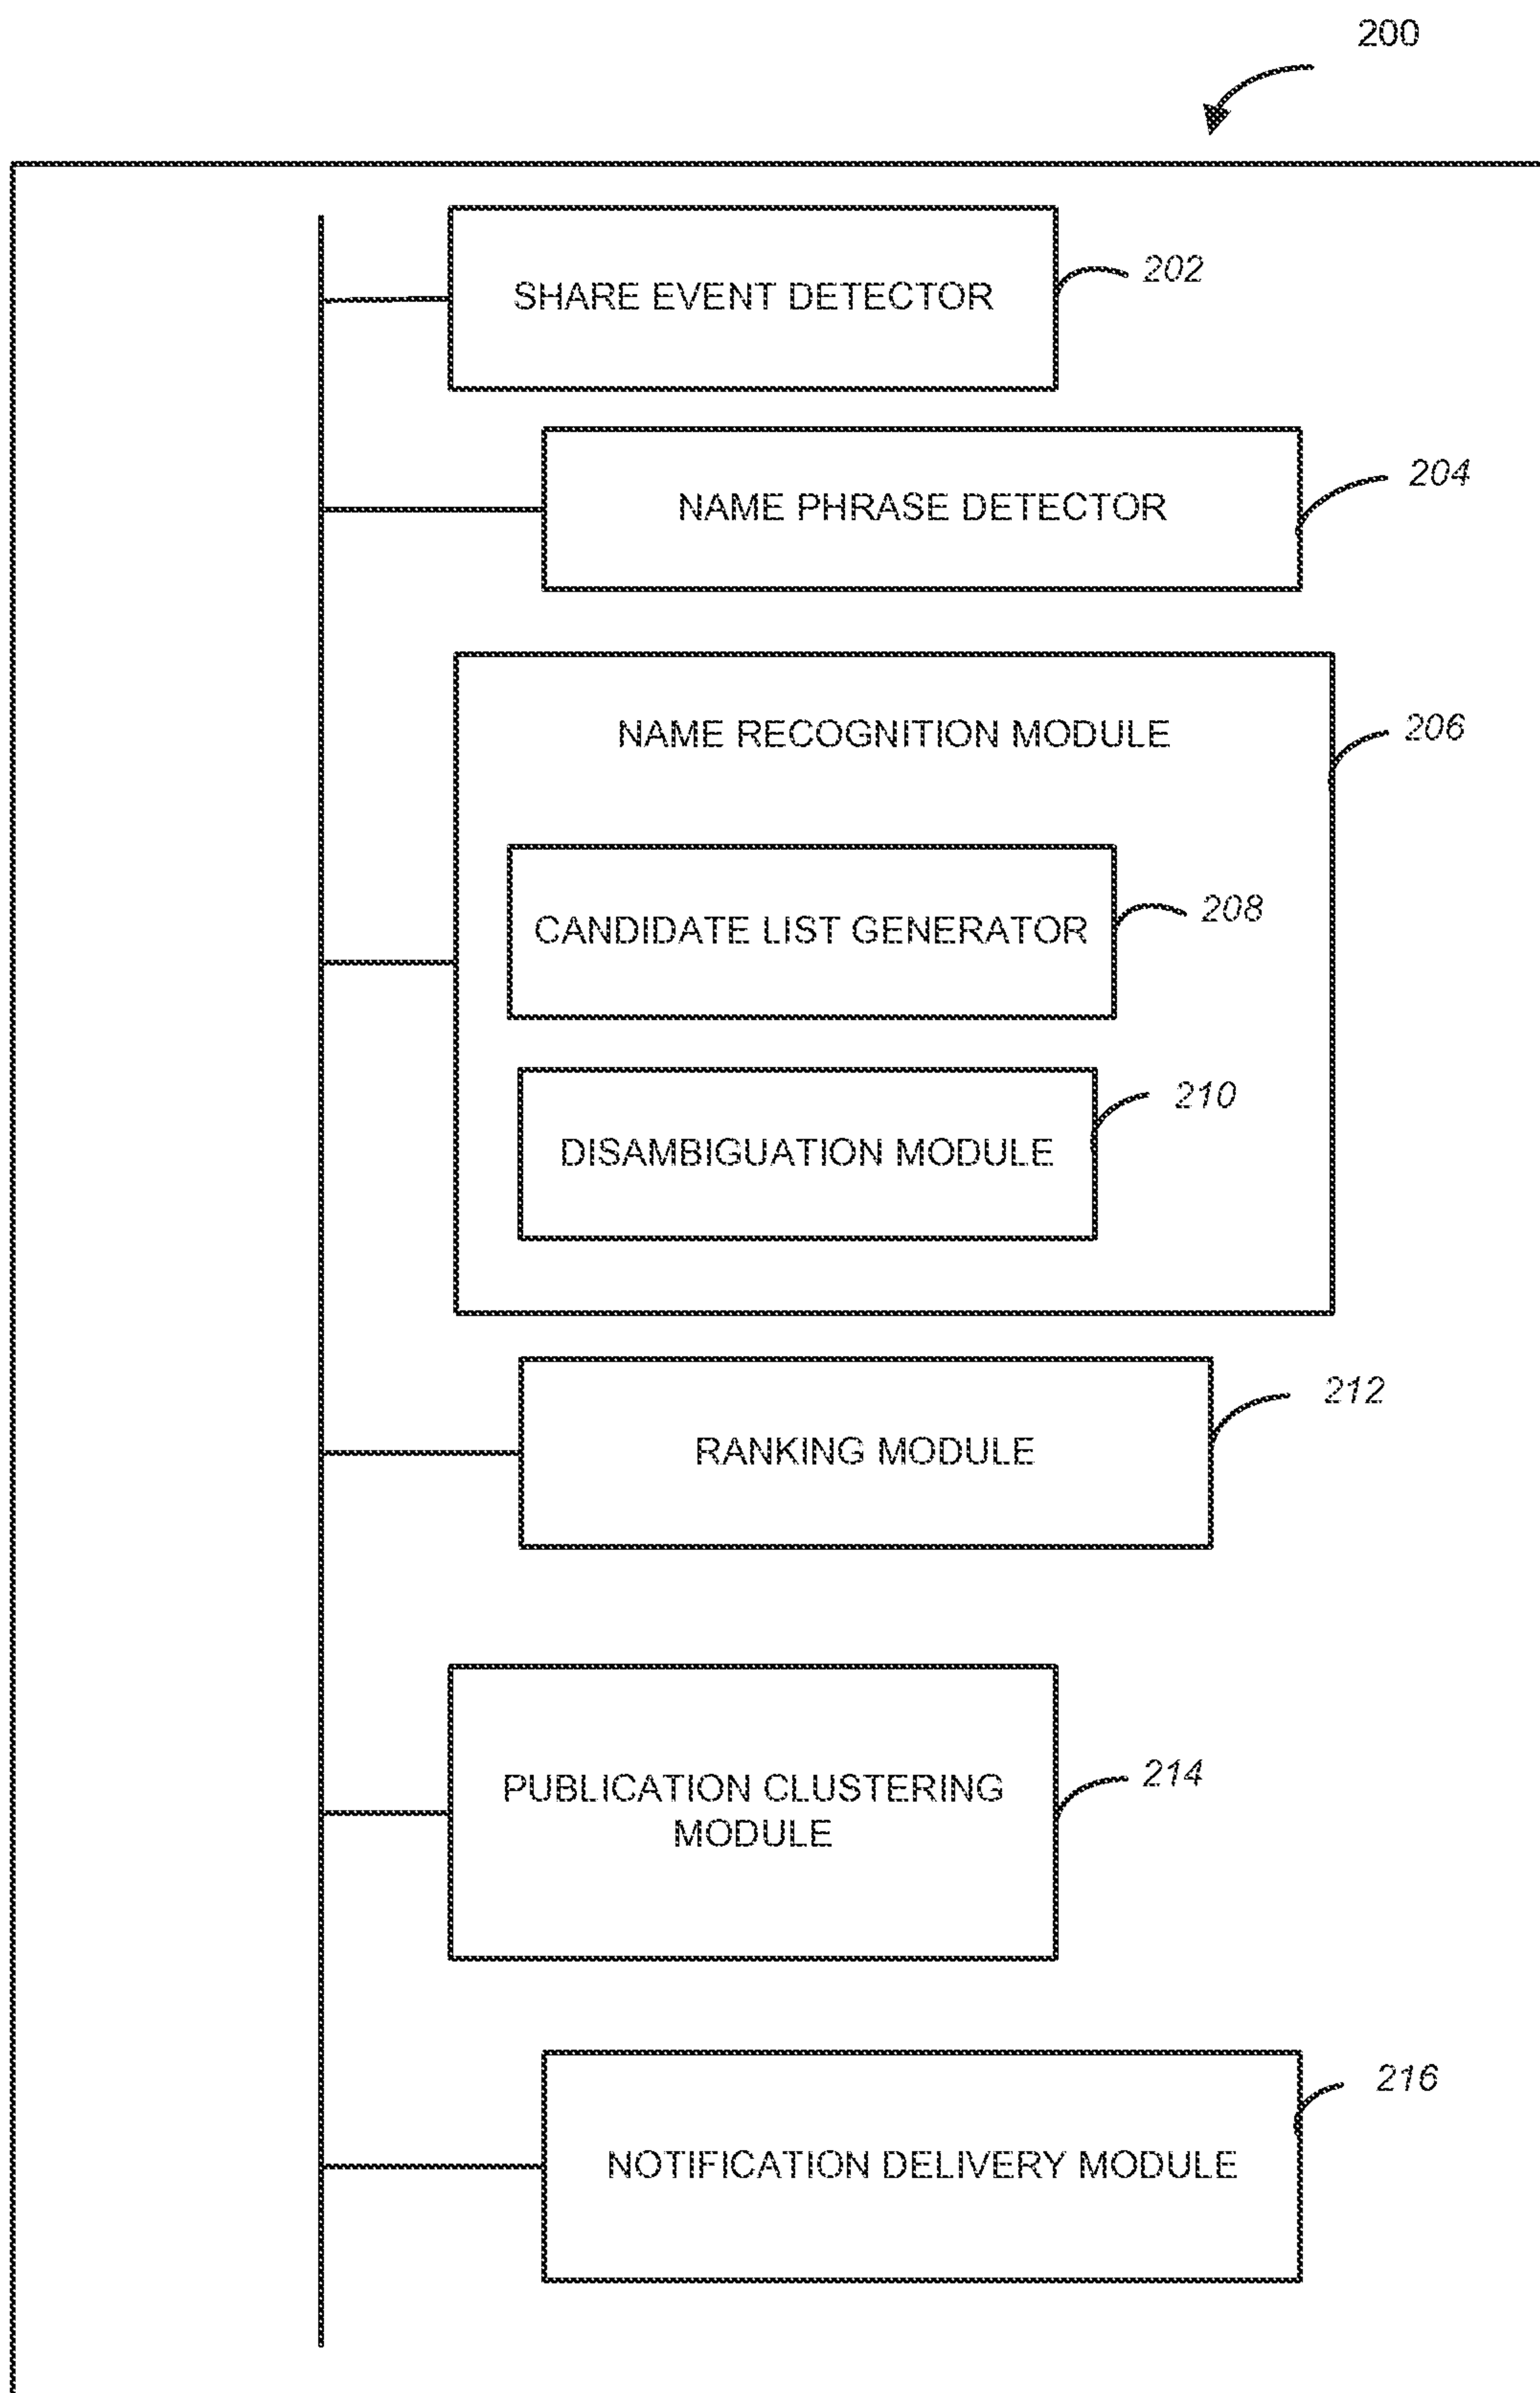 200
SHARE EVENT DETECTOR
202
NAME PHRASE DETECTOR
204
NAME RECOGNITION MODULE
206
CANDIDATE LIST GENERATOR
208
DISAMBIGUATION MODULE
210
RANKING MODULE
212
PUBLICATION CLUSTERING
MODULE
214
NOTIFICATION DELIVERY MODULE
216